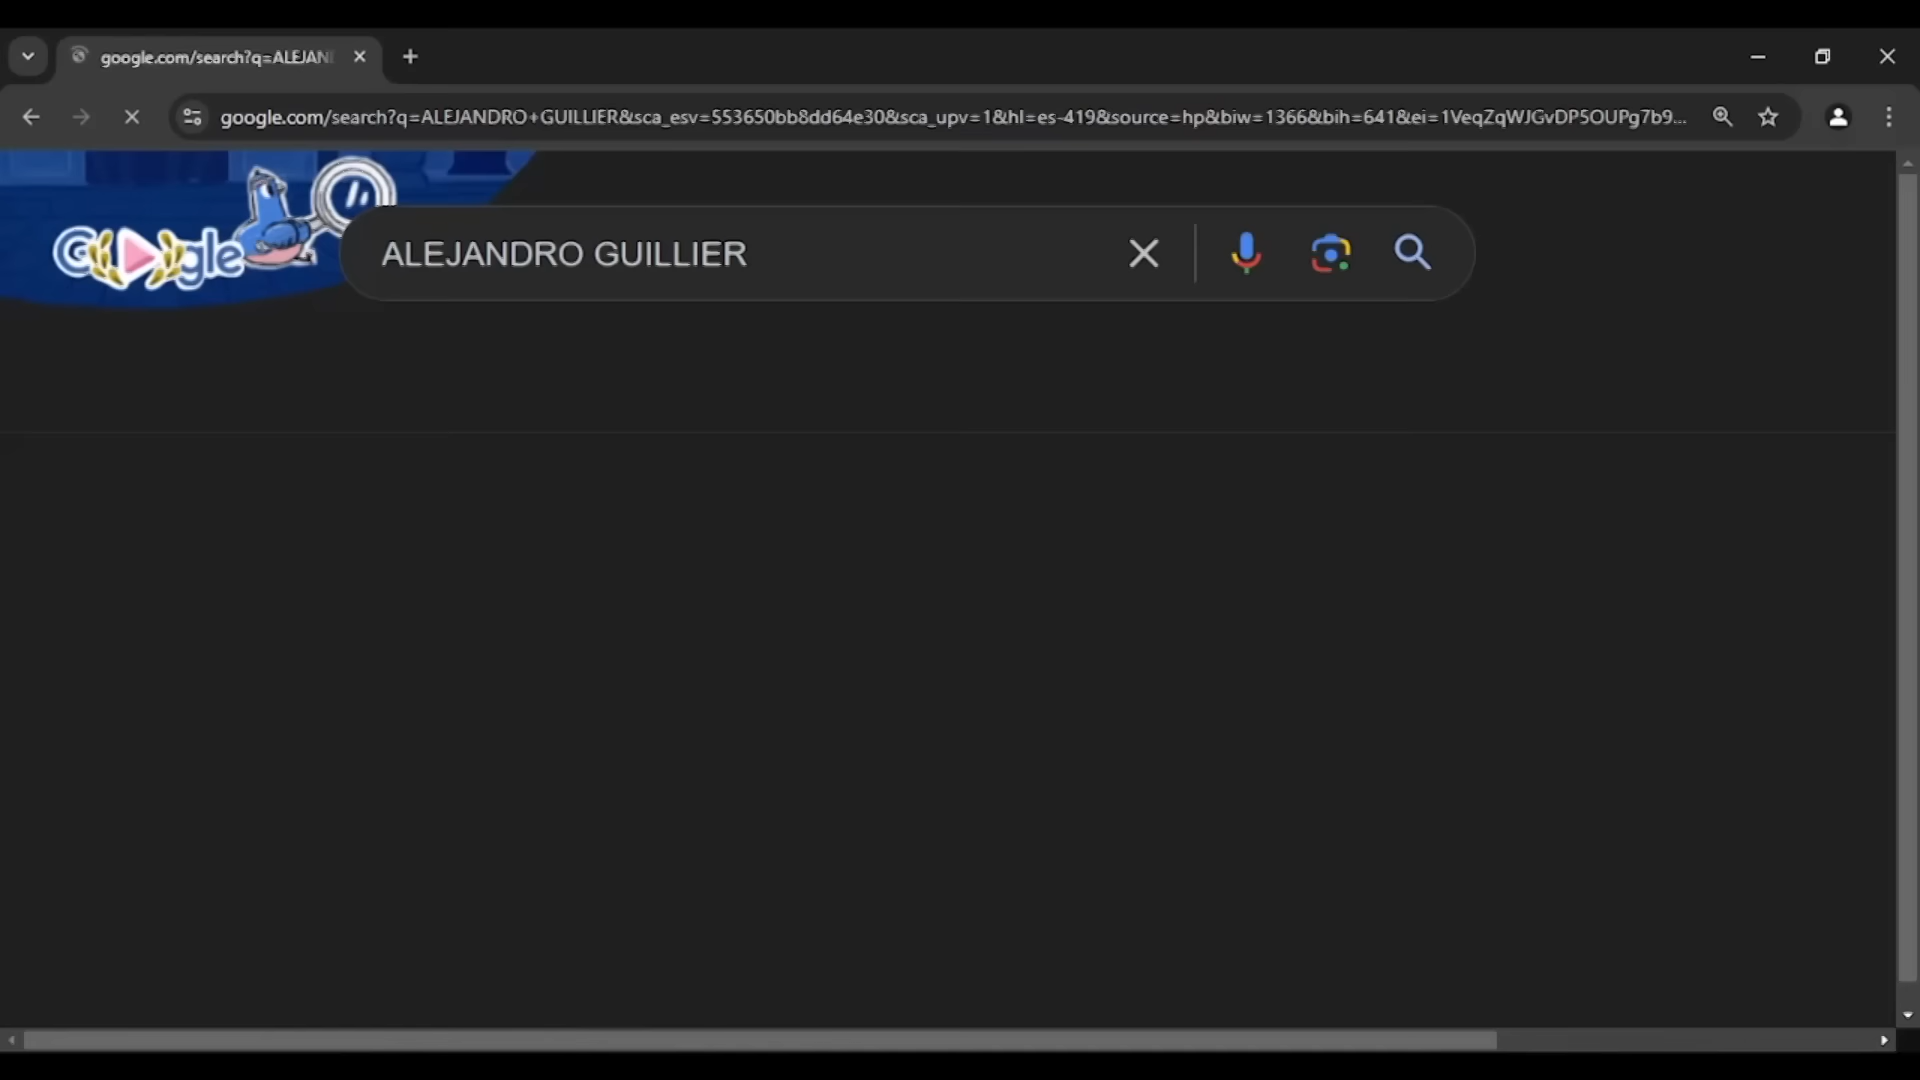 google.com/search?q=ALEJAN
google.com/search?q=ALEJANDRO+GUILLIER&sca_esv=553650bb8dd64e30&sca_upv=1&hl=es-419&source=hp&biw=1366&bih=641&ei=1VeqZqWJGvDP5OUPg7b9...
Google
ALEJANDRO GUILLIER